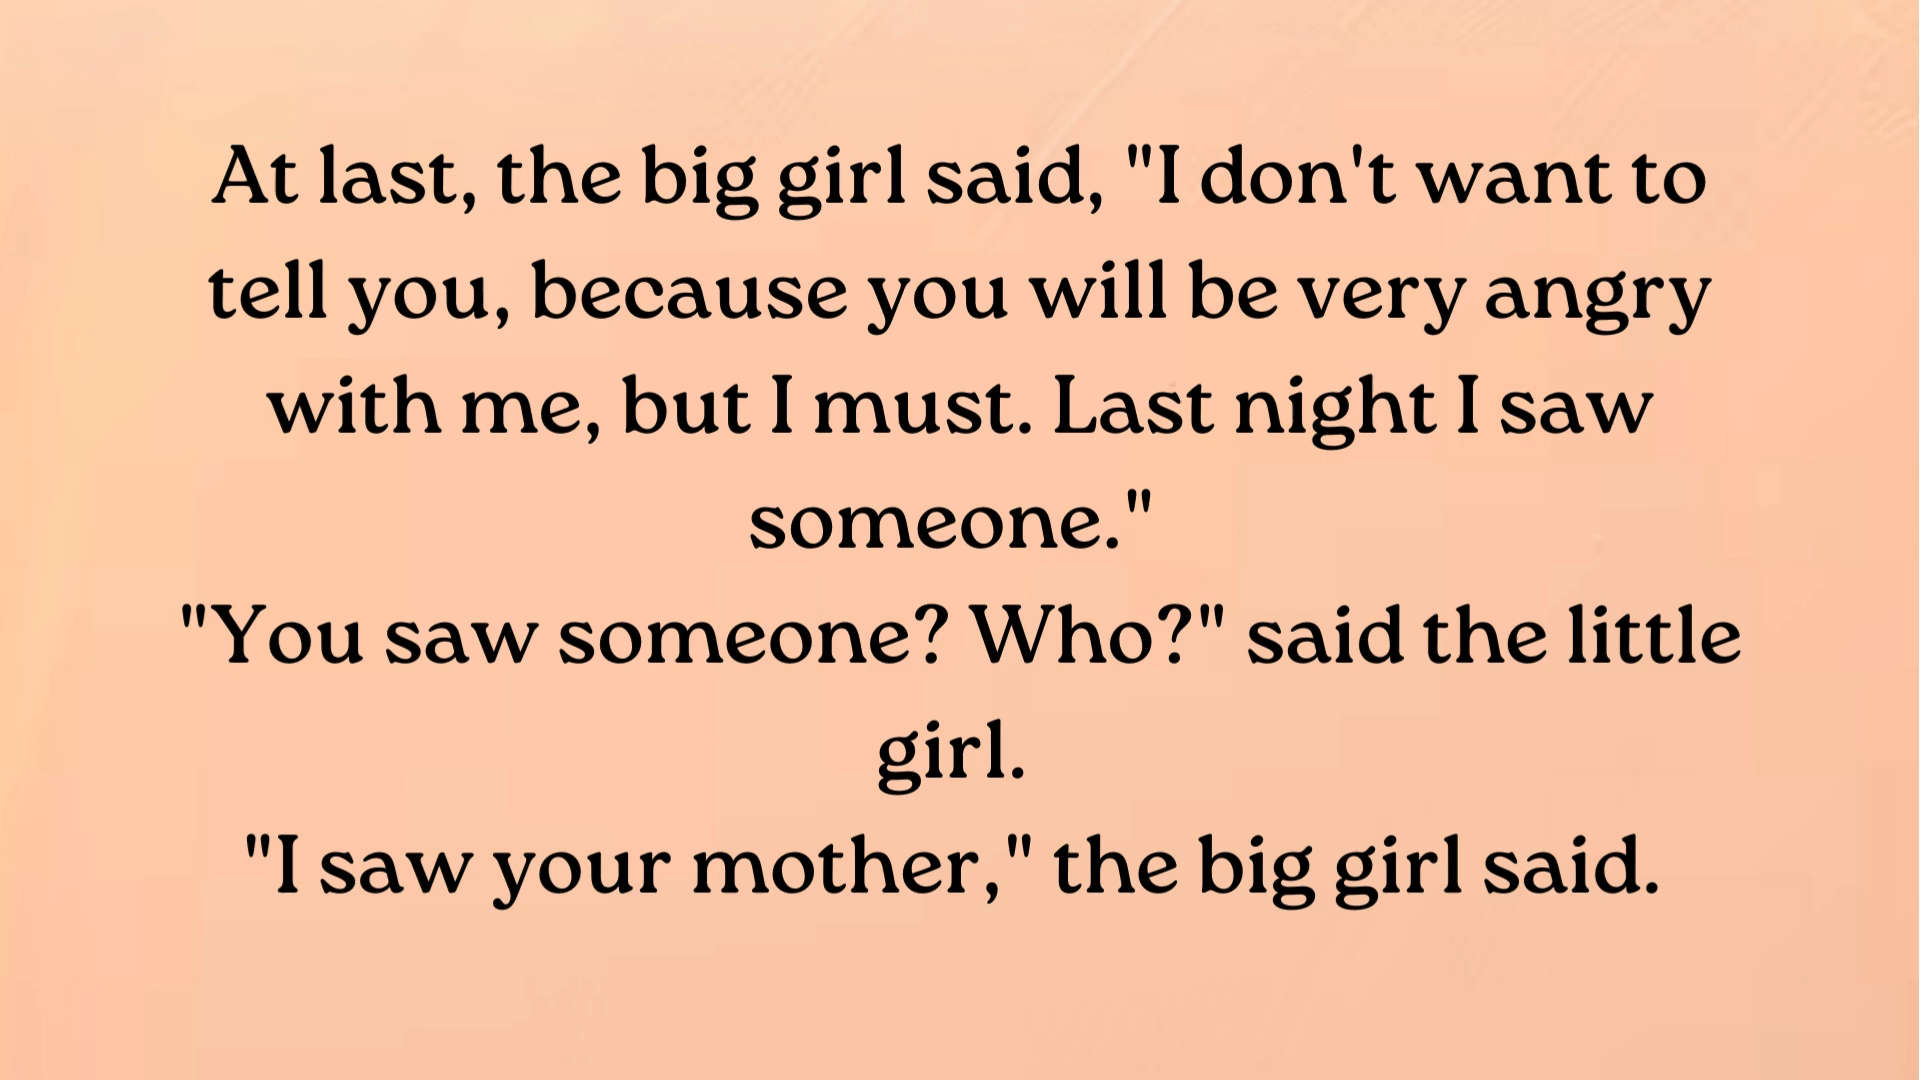 At last, the big girl said, "I don't want to
tell you, because you will be very angry
with me, but I must. Last night I saw
someone."
"You saw someone? Who?" said the little
girl.
"I saw your mother," the big girl said.